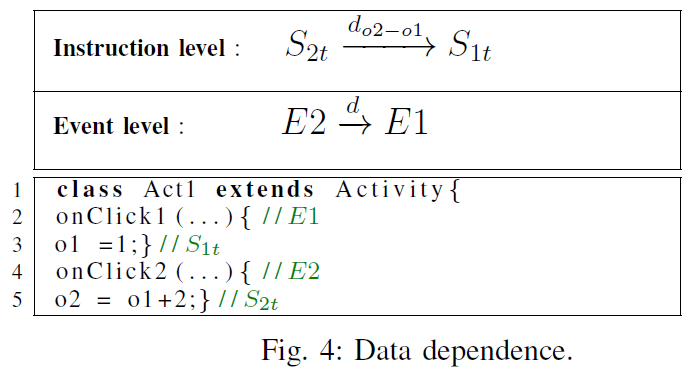 Instruction level : S2t do2−o1→ S1t
Event level : E2 d→ E1
1 class Act1 extends Activity{
2 onClick1(...){ //E1
3 o1 =1;}//S1t
4 onClick2(...){ //E2
5 o2 = o1+2;}//S2t
Fig. 4: Data dependence.